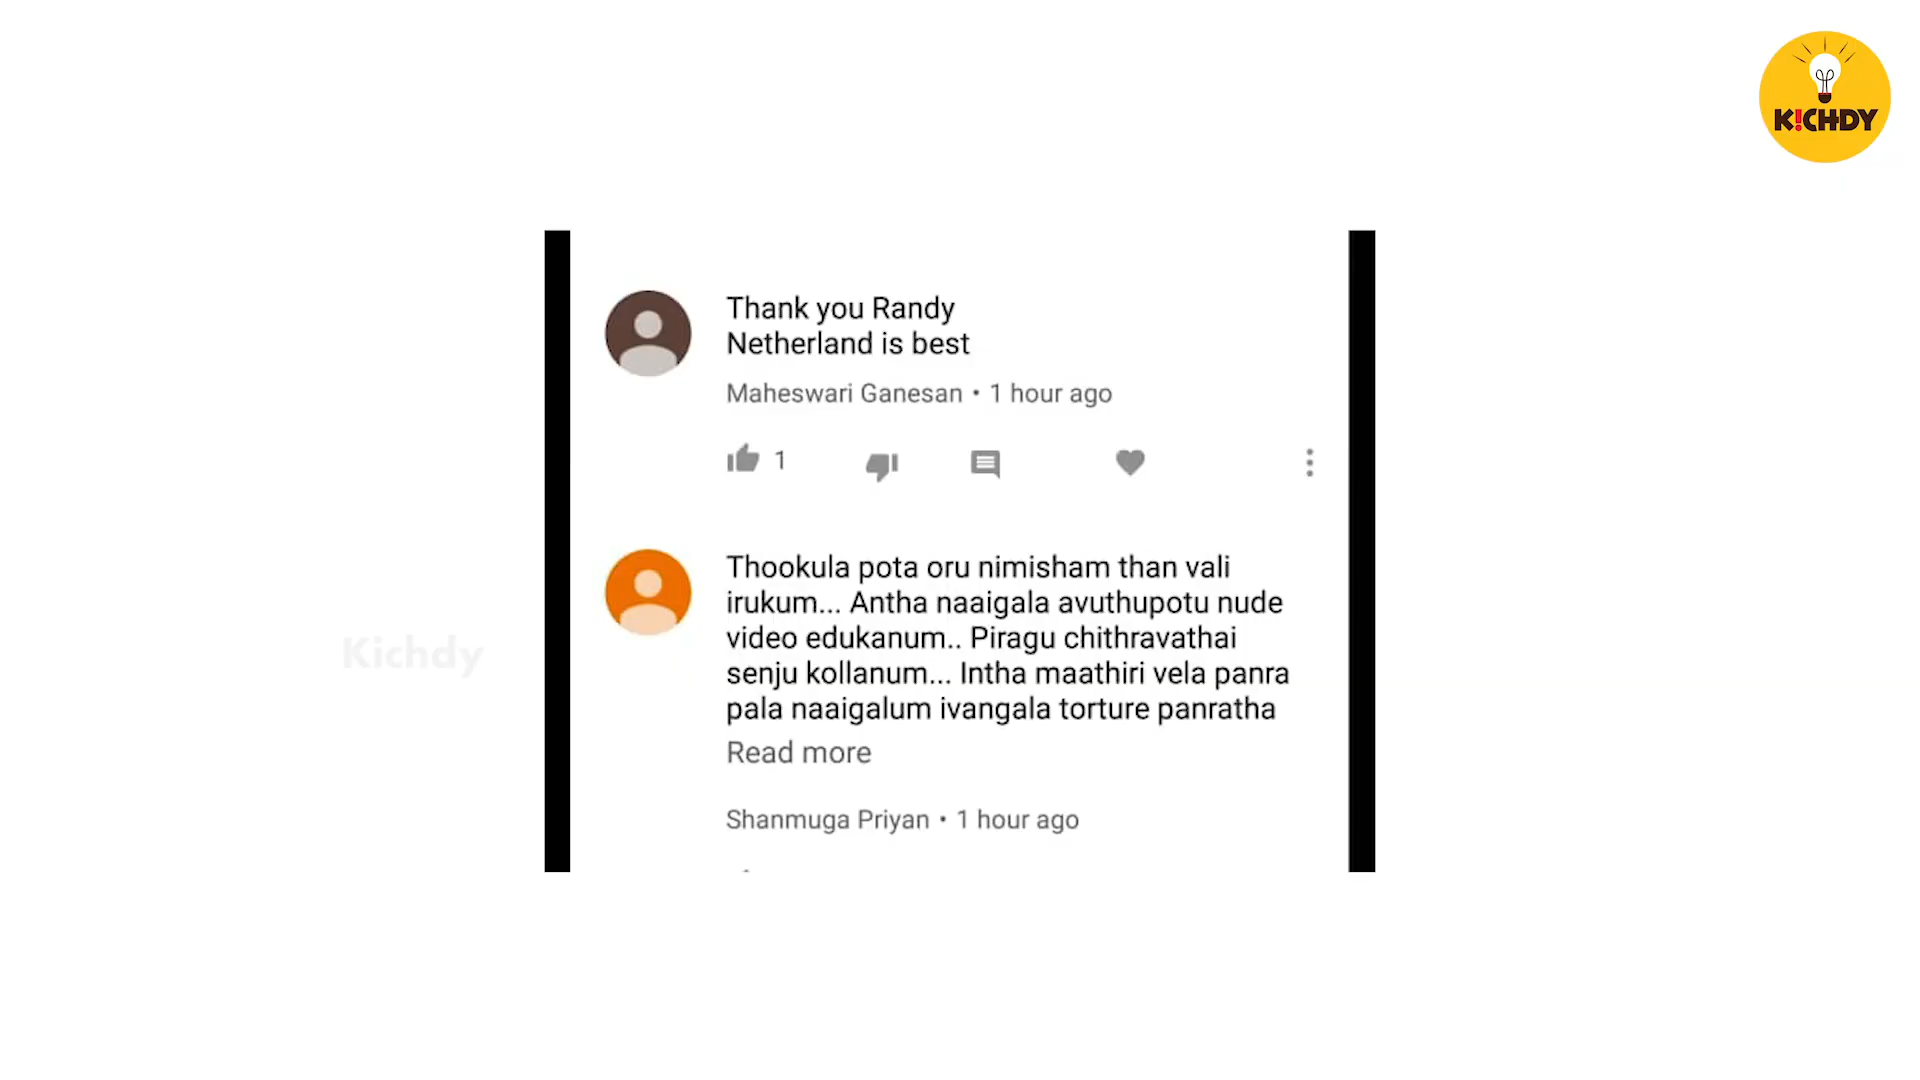 K!CHDY
Thank you Randy
Netherland is best
Maheswari Ganesan • 1 hour ago
1
Thookula pota oru nimisham than vali
irukum... Antha naaigala avuthupotu nude
video edukanum.. Piragu chithravathai
senju kollanum... Intha maathiri vela panra
pala naaigalum ivangala torture panratha
Read more
Kichdy
Shanmuga Priyan • 1 hour ago